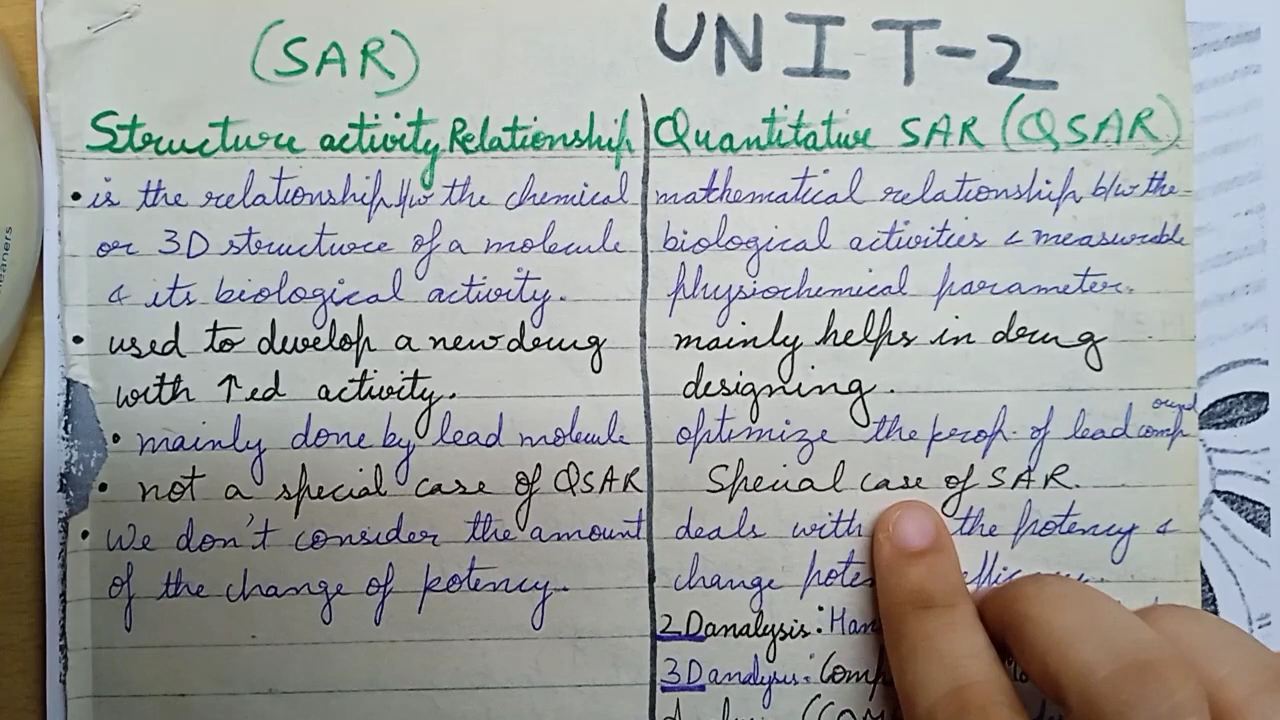 (SAR)
UNIT-2
Structure activity Relationship
• is the relationship b/w the chemical
or 3D structure of a molecule
& its biological activity.
• used to develop a new drug
with ↑ed activity.
• mainly done by lead molecule
• not a special case of QSAR
• We don't consider the amount
of the change of potency.
Quantitative SAR (QSAR)
mathematical relationship b/w the
biological activities & measurable
physiochemical parameter.
mainly helps in drug
designing.
optimize the prop. of lead compound
Special case of SAR.
deals with the potency &
change
2D analysis:
3D analysis:
eaners